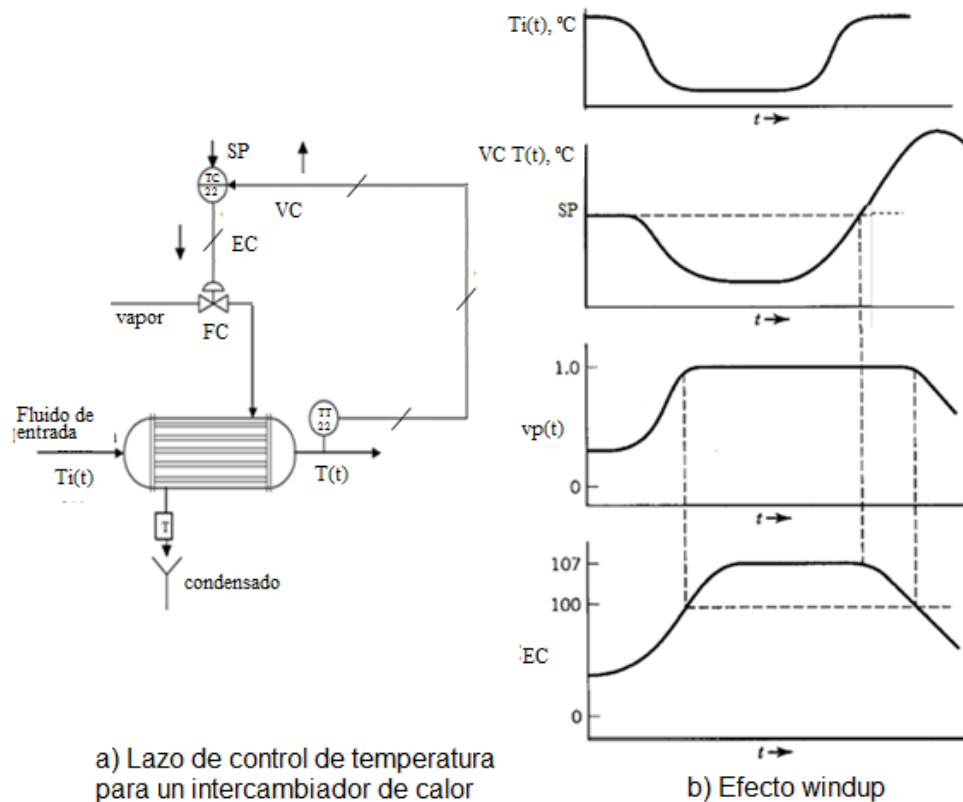 SP
TC
22
VC
EC
vapor
FC
Fluido de
entrada
Ti(t)
TT
22
T(t)
T
condensado
a) Lazo de control de temperatura
para un intercambiador de calor
Ti(t), ºC
t
VC T(t), ºC
SP
t
1.0
vp(t)
0
t
107
100
EC
0
t
b) Efecto windup